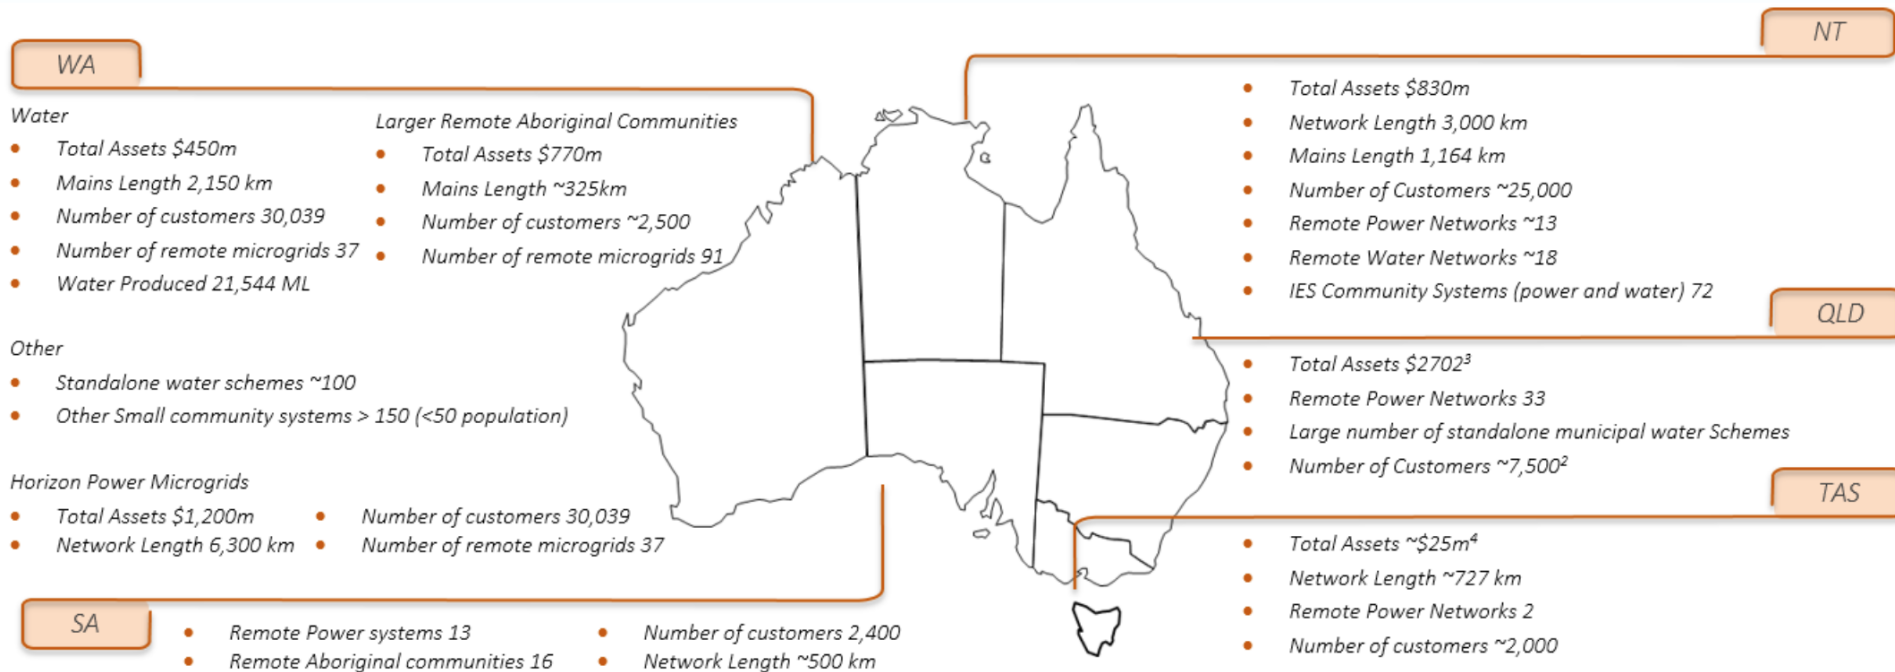 WA
Water
• Total Assets $450m
• Mains Length 2,150 km
• Number of customers 30,039
• Number of remote microgrids 37
• Water Produced 21,544 ML
Larger Remote Aboriginal Communities
• Total Assets $770m
• Mains Length ~325km
• Number of customers ~2,500
• Number of remote microgrids 91
Other
• Standalone water schemes ~100
• Other Small community systems > 150 (<50 population)
Horizon Power Microgrids
• Total Assets $1,200m
• Network Length 6,300 km
• Number of customers 30,039
• Number of remote microgrids 37
SA
• Remote Power systems 13
• Remote Aboriginal communities 16
• Number of customers 2,400
• Network Length ~500 km
NT
• Total Assets $830m
• Network Length 3,000 km
• Mains Length 1,164 km
• Number of Customers ~25,000
• Remote Power Networks ~13
• Remote Water Networks ~18
• IES Community Systems (power and water) 72
QLD
• Total Assets $2702³
• Remote Power Networks 33
• Large number of standalone municipal water Schemes
• Number of Customers ~7,500²
TAS
• Total Assets ~$25m⁴
• Network Length ~727 km
• Remote Power Networks 2
• Number of customers ~2,000